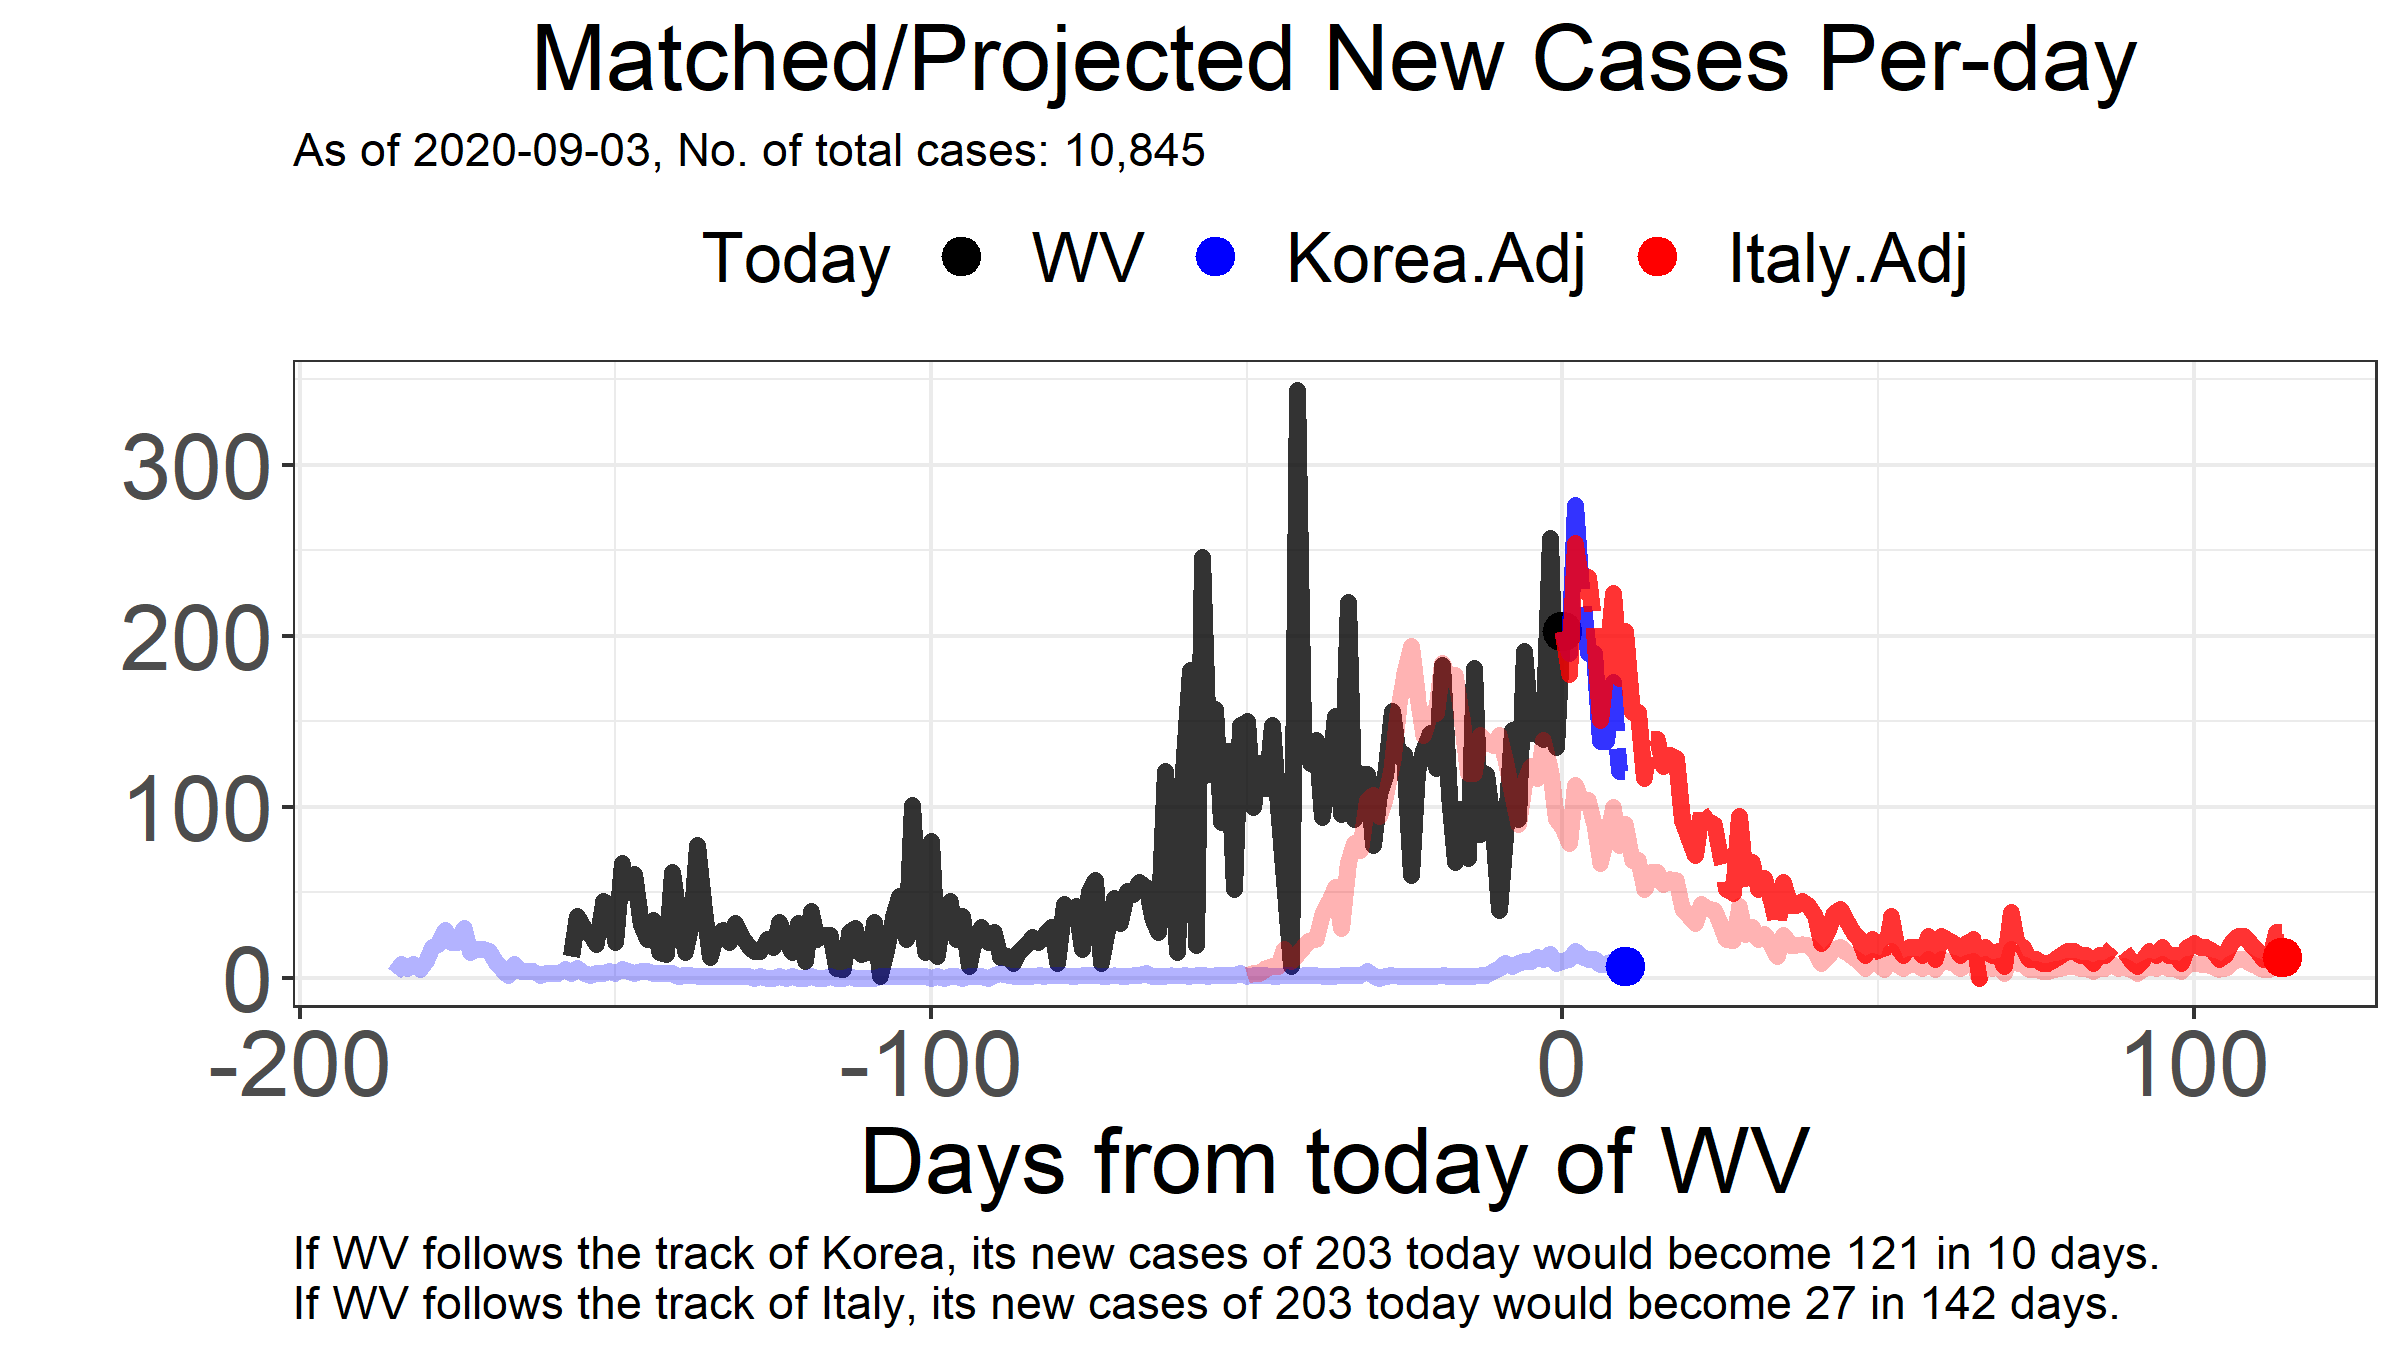 Matched/Projected New Cases Per-day
As of 2020-09-03, No. of total cases: 10,845
Today WV Korea.Adj Italy.Adj
300
200
100
0
-200 -100 0 100
Days from today of WV
If WV follows the track of Korea, its new cases of 203 today would become 121 in 10 days.
If WV follows the track of Italy, its new cases of 203 today would become 27 in 142 days.